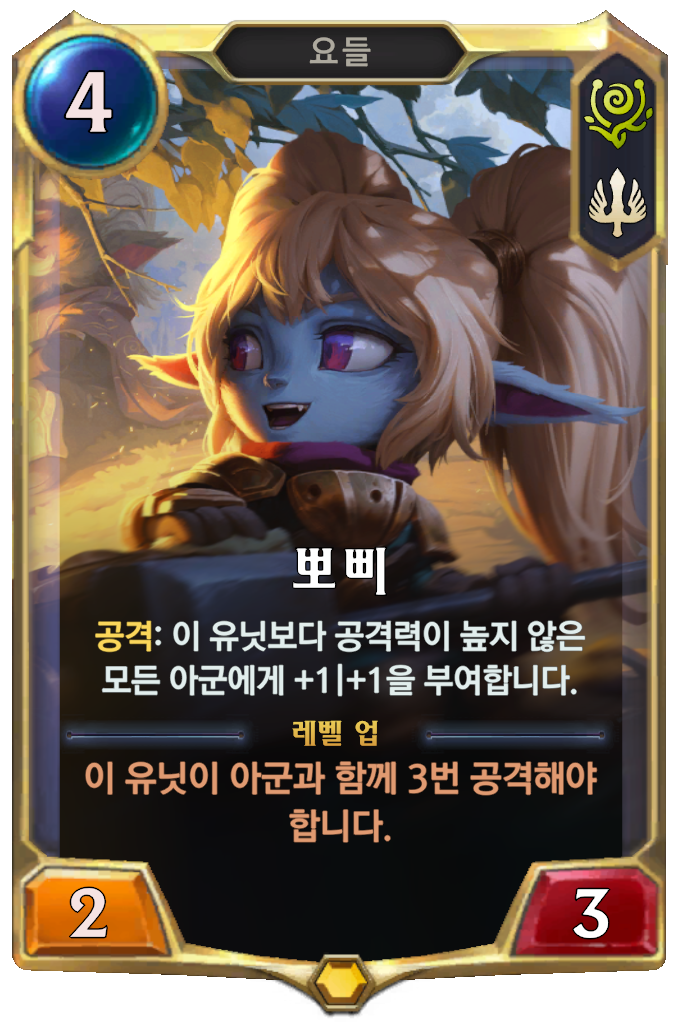 요들
4
뽀삐
공격: 이 유닛보다 공격력이 높지 않은
모든 아군에게 +1|+1을 부여합니다.
레벨 업
이 유닛이 아군과 함께 3번 공격해야
합니다.
2
3